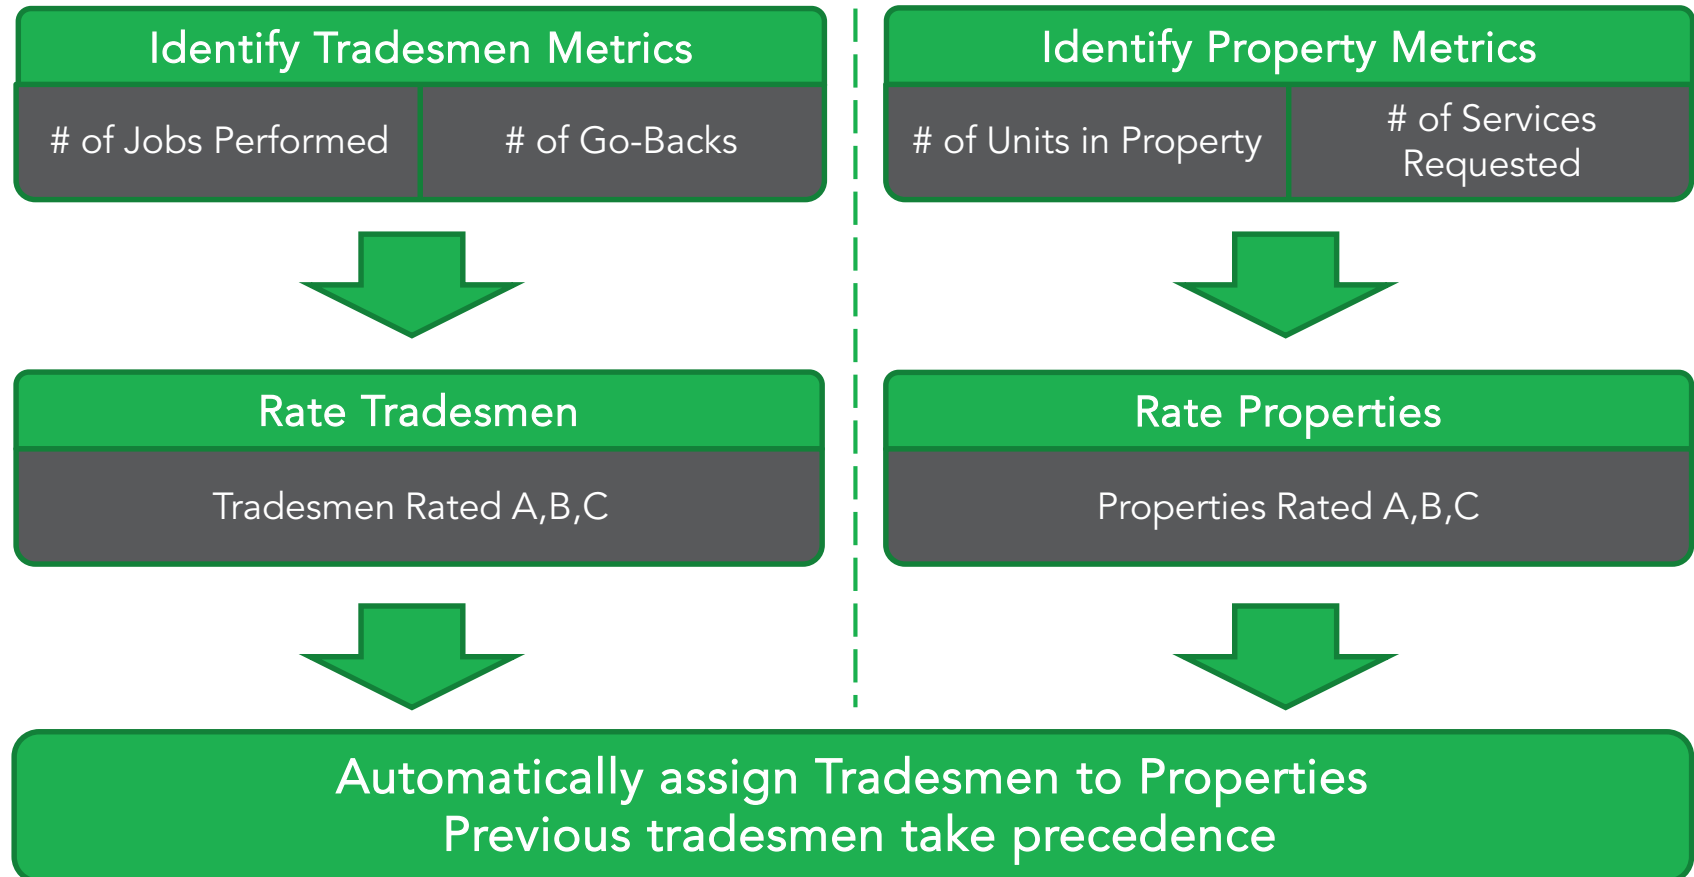 Identify Tradesmen Metrics
# of Jobs Performed
# of Go-Backs
Rate Tradesmen
Tradesmen Rated A,B,C
Identify Property Metrics
# of Units in Property
# of Services
Requested
Rate Properties
Properties Rated A,B,C
Automatically assign Tradesmen to Properties
Previous tradesmen take precedence